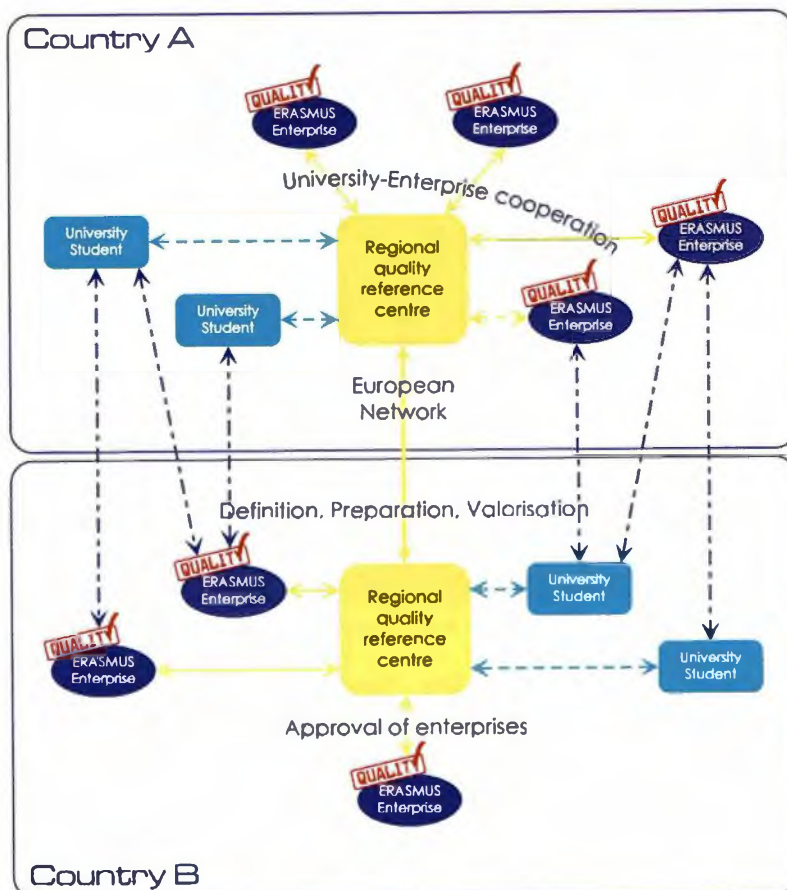 Country A
QUALITY
ERASMUS
Enterprise
QUALITY
ERASMUS
Enterprise
University-Enterprise cooperation
QUALITY
ERASMUS
Enterprise
University
Student
Regional
quality
reference
centre
University
Student
QUALITY
ERASMUS
Enterprise
European
Network
Definition, Preparation, Valorisation
QUALITY
ERASMUS
Enterprise
Regional
quality
reference
centre
University
Student
QUALITY
ERASMUS
Enterprise
University
Student
Approval of enterprises
QUALITY
ERASMUS
Enterprise
Country B